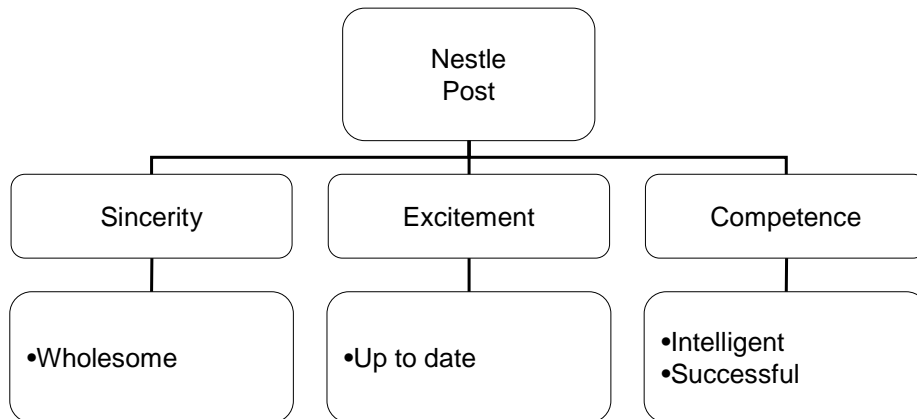 Nestle
Post
Sincerity
Excitement
Competence
•Wholesome
•Up to date
•Intelligent
•Successful